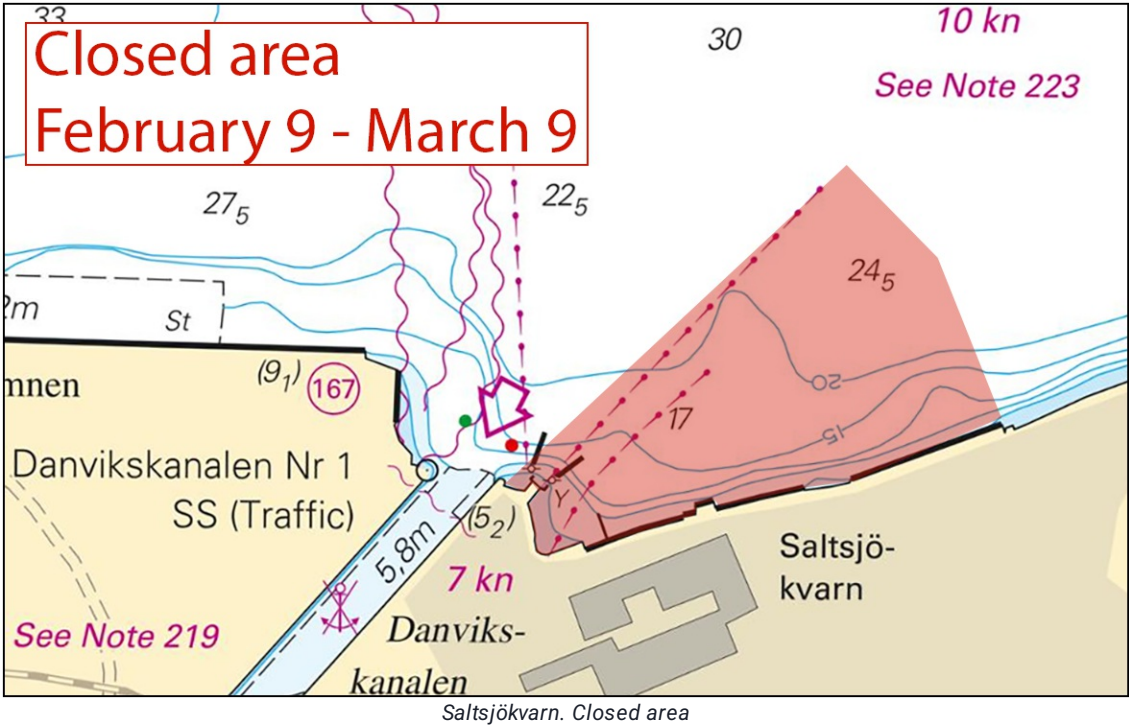 33
Closed area
February 9 - March 9
30
10 kn
See Note 223
27₅
22₅
24₅
2m
St
mnen
(9₁)
167
17
20
15
Danvikskanalen Nr 1
SS (Traffic)
Y
(5₂)
5,8m
7 kn
Saltsjö-
kvarn
See Note 219
Danviks-
kanalen
Saltsjökvarn. Closed area